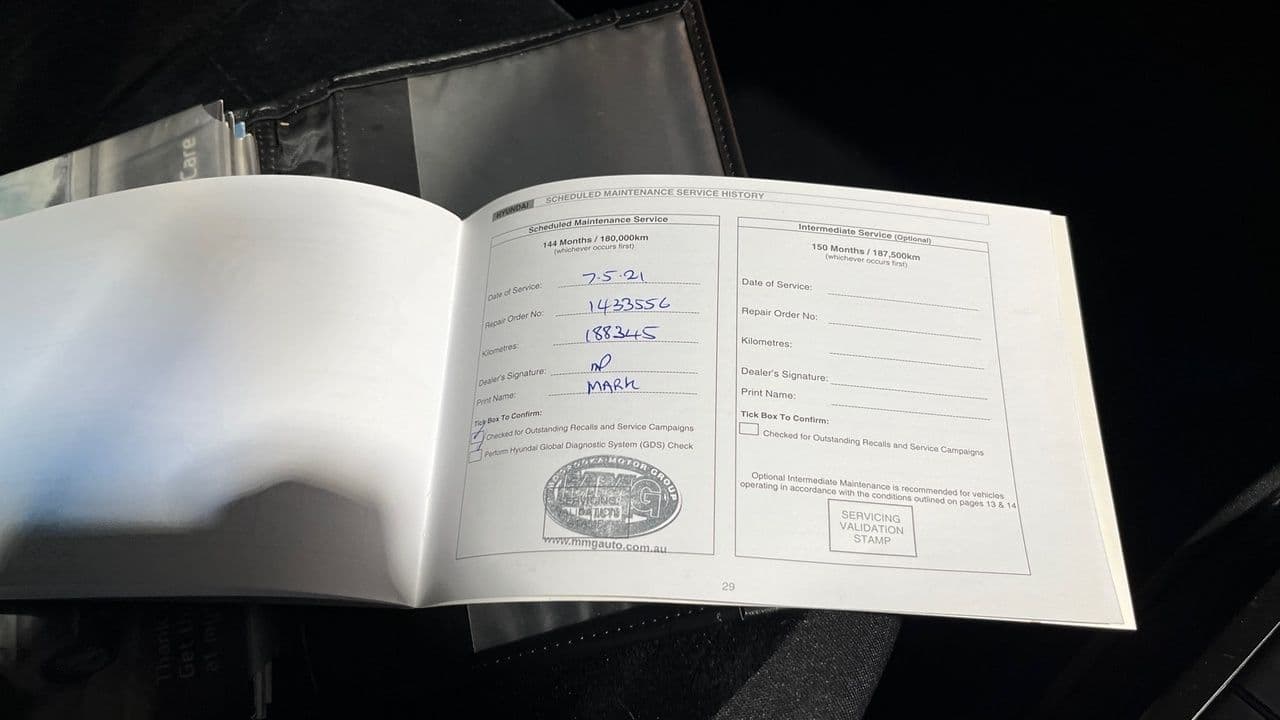 Care
HYUNDAI SCHEDULED MAINTENANCE SERVICE HISTORY
Scheduled Maintenance Service
144 Months / 180,000km
(whichever occurs first)
Date of Service: 7.5.21
Repair Order No: 1433556
Kilometres: 188345
Dealer's Signature:
Print Name: MARK
Tick Box To Confirm:
Checked for Outstanding Recalls and Service Campaigns
Perform Hyundai Global Diagnostic System (GDS) Check
MOTOR GROUP
www.mmgauto.com.au
Intermediate Service (Optional)
150 Months / 187,500km
(whichever occurs first)
Date of Service:
Repair Order No:
Kilometres:
Dealer's Signature:
Print Name:
Tick Box To Confirm:
Checked for Outstanding Recalls and Service Campaigns
Optional Intermediate Maintenance is recommended for vehicles
operating in accordance with the conditions outlined on pages 13 & 14
SERVICING
VALIDATION
STAMP
29